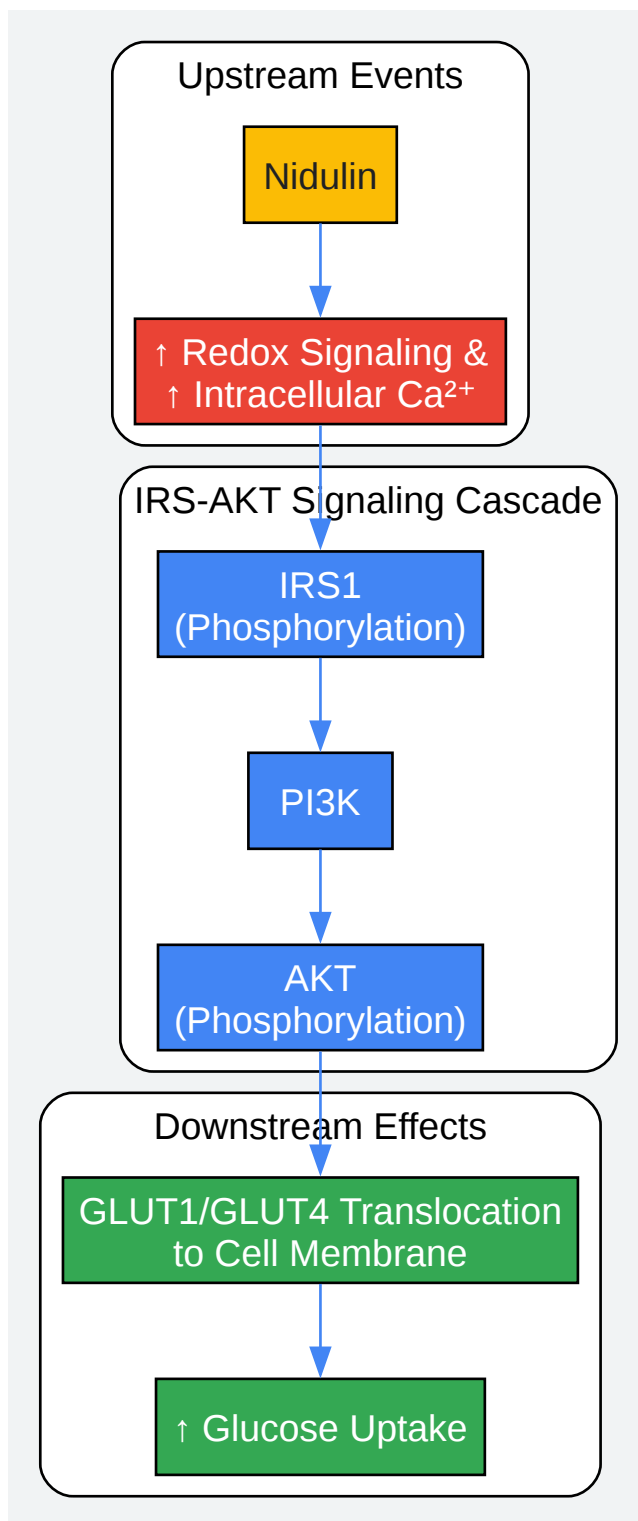 Upstream Events
Nidulin
↑ Redox Signaling &
↑ Intracellular Ca²⁺
IRS-AKT Signaling Cascade
IRS1
(Phosphorylation)
PI3K
AKT
(Phosphorylation)
Downstream Effects
GLUT1/GLUT4 Translocation
to Cell Membrane
↑ Glucose Uptake